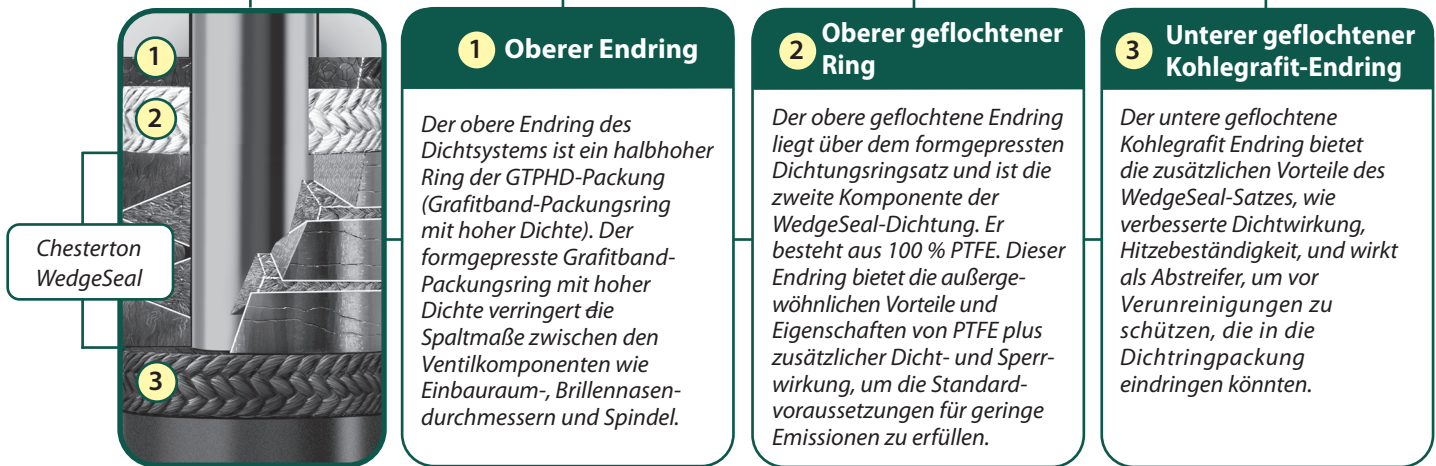 1
2
3
Chesterton
WedgeSeal
1 Oberer Endring
Der obere Endring des
Dichtsystems ist ein halbhoher
Ring der GTPHD-Packung
(Grafitband-Packungsring
mit hoher Dichte). Der
formgepresste Grafitband-
Packungsring mit hoher
Dichte verringert die
Spaltmaße zwischen den
Ventilkomponenten wie
Einbauraum-, Brillennasen-
durchmessern und Spindel.
2 Oberer geflochtener
Ring
Der obere geflochtene Endring
liegt über dem formgepressten
Dichtungsringsatz und ist die
zweite Komponente der
WedgeSeal-Dichtung. Er
besteht aus 100 % PTFE. Dieser
Endring bietet die außerge-
wöhnlichen Vorteile und
Eigenschaften von PTFE plus
zusätzlicher Dicht- und Sperr-
wirkung, um die Standard-
voraussetzungen für geringe
Emissionen zu erfüllen.
3 Unterer geflochtener
Kohlegrafit-Endring
Der untere geflochtene
Kohlegrafit Endring bietet
die zusätzlichen Vorteile des
WedgeSeal-Satzes, wie
verbesserte Dichtwirkung,
Hitzebeständigkeit, und wirkt
als Abstreifer, um vor
Verunreinigungen zu
schützen, die in die
Dichtringpackung
eindringen könnten.